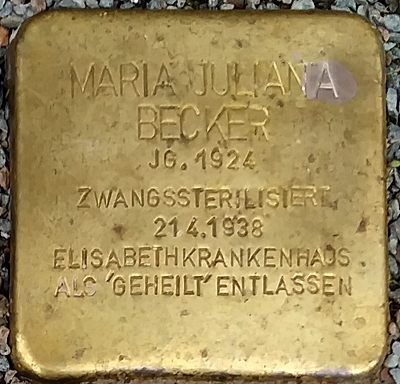 MARIA JULIANA
BECKER
JG. 1924
ZWANGSSTERILISIERT
21.4.1938
ELISABETHKRANKENHAUS
ALS 'GEHEILT' ENTLASSEN